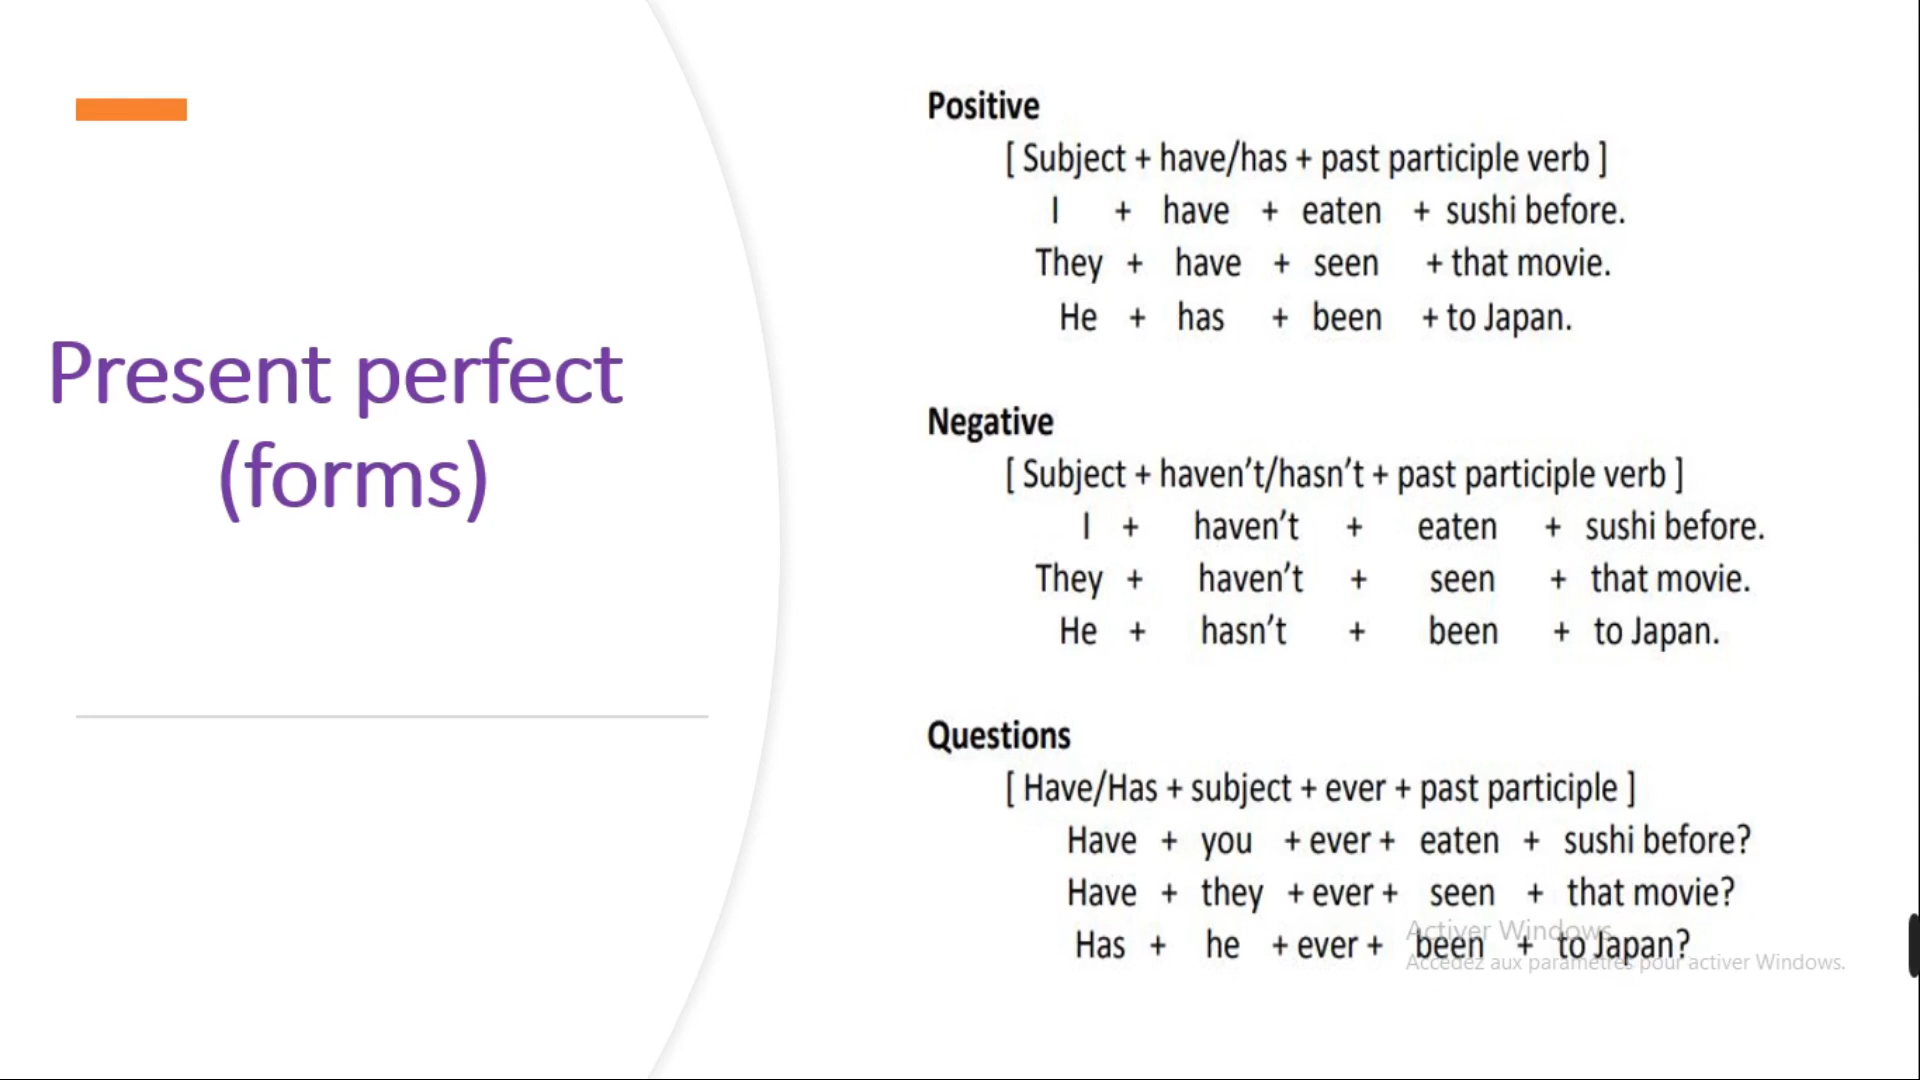 Present perfect
(forms)
Positive
[ Subject + have/has + past participle verb ]
I + have + eaten + sushi before.
They + have + seen + that movie.
He + has + been + to Japan.
Negative
[ Subject + haven’t/hasn’t + past participle verb ]
I + haven’t + eaten + sushi before.
They + haven’t + seen + that movie.
He + hasn’t + been + to Japan.
Questions
[ Have/Has + subject + ever + past participle ]
Have + you + ever + eaten + sushi before?
Have + they + ever + seen + that movie?
Has + he + ever + been + to Japan?
Activer Windows
Accédez aux paramètres pour activer Windows.